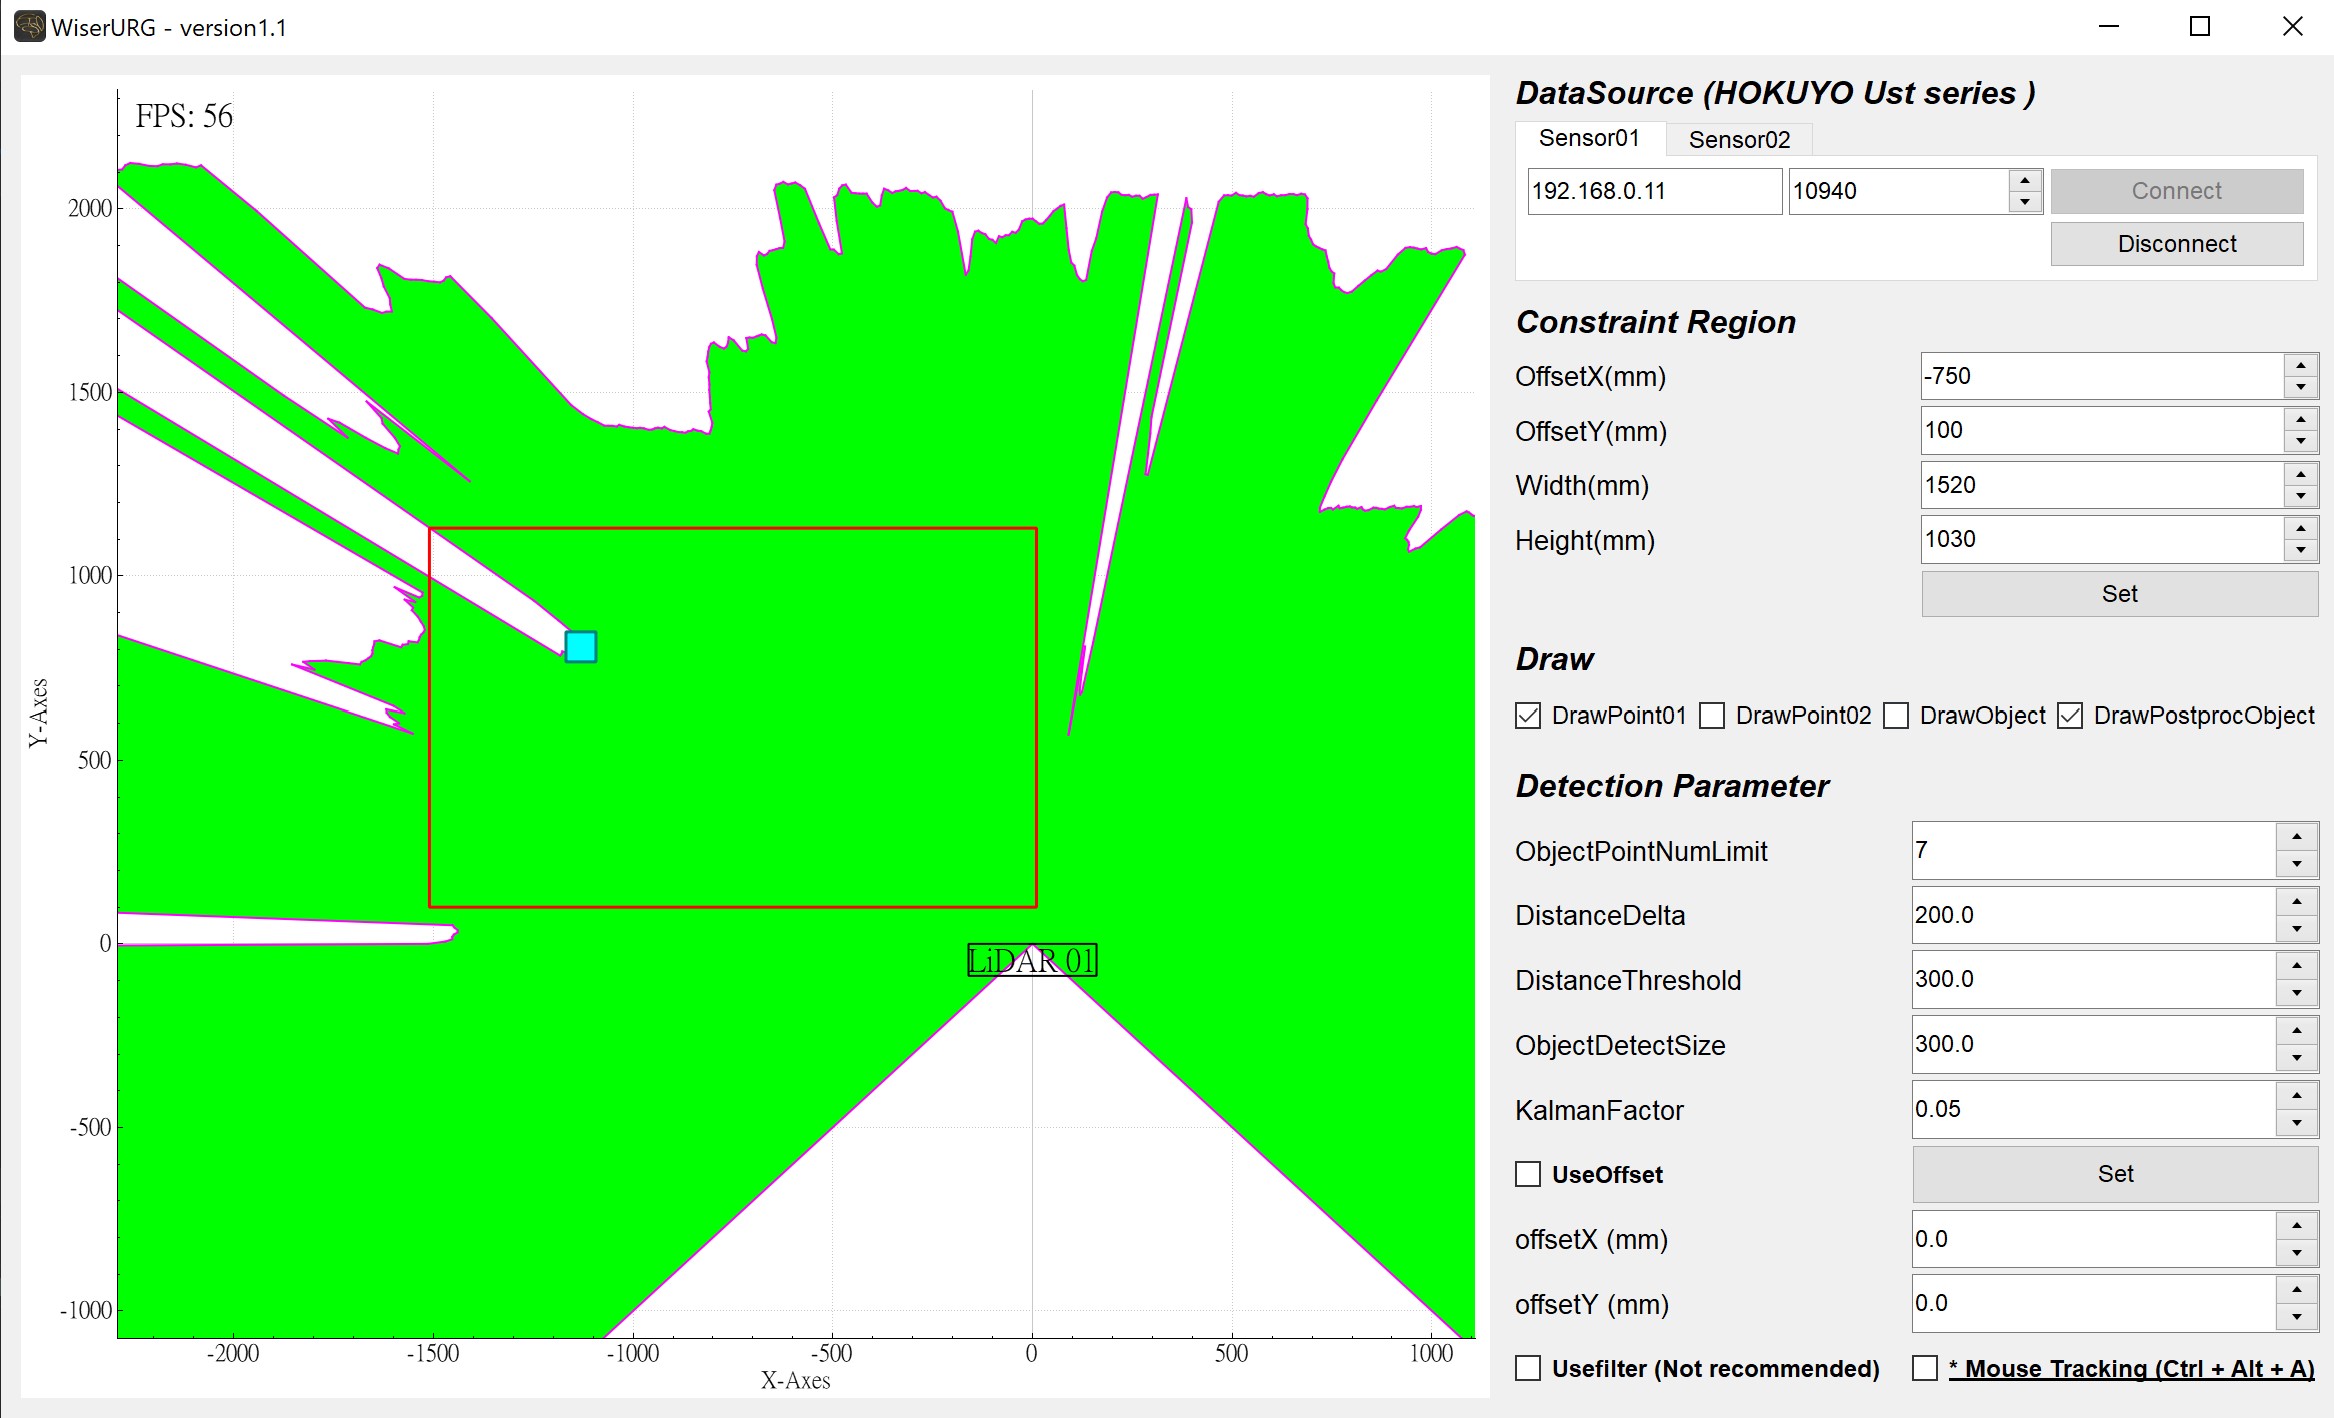 WiserURG - version1.1
FPS: 56
2000
1500
1000
500
0
-500
-1000
Y-Axes
LiDAR 01
-2000 -1500 -1000 -500 0 500 1000
X-Axes
DataSource (HOKUYO Ust series )
Sensor01 Sensor02
192.168.0.11 10940 Connect
Disconnect
Constraint Region
OffsetX(mm) -750
OffsetY(mm) 100
Width(mm) 1520
Height(mm) 1030
Set
Draw
DrawPoint01 DrawPoint02 DrawObject DrawPostprocObject
Detection Parameter
ObjectPointNumLimit 7
DistanceDelta 200.0
DistanceThreshold 300.0
ObjectDetectSize 300.0
KalmanFactor 0.05
UseOffset Set
offsetX (mm) 0.0
offsetY (mm) 0.0
Usefilter (Not recommended) * Mouse Tracking (Ctrl + Alt + A)